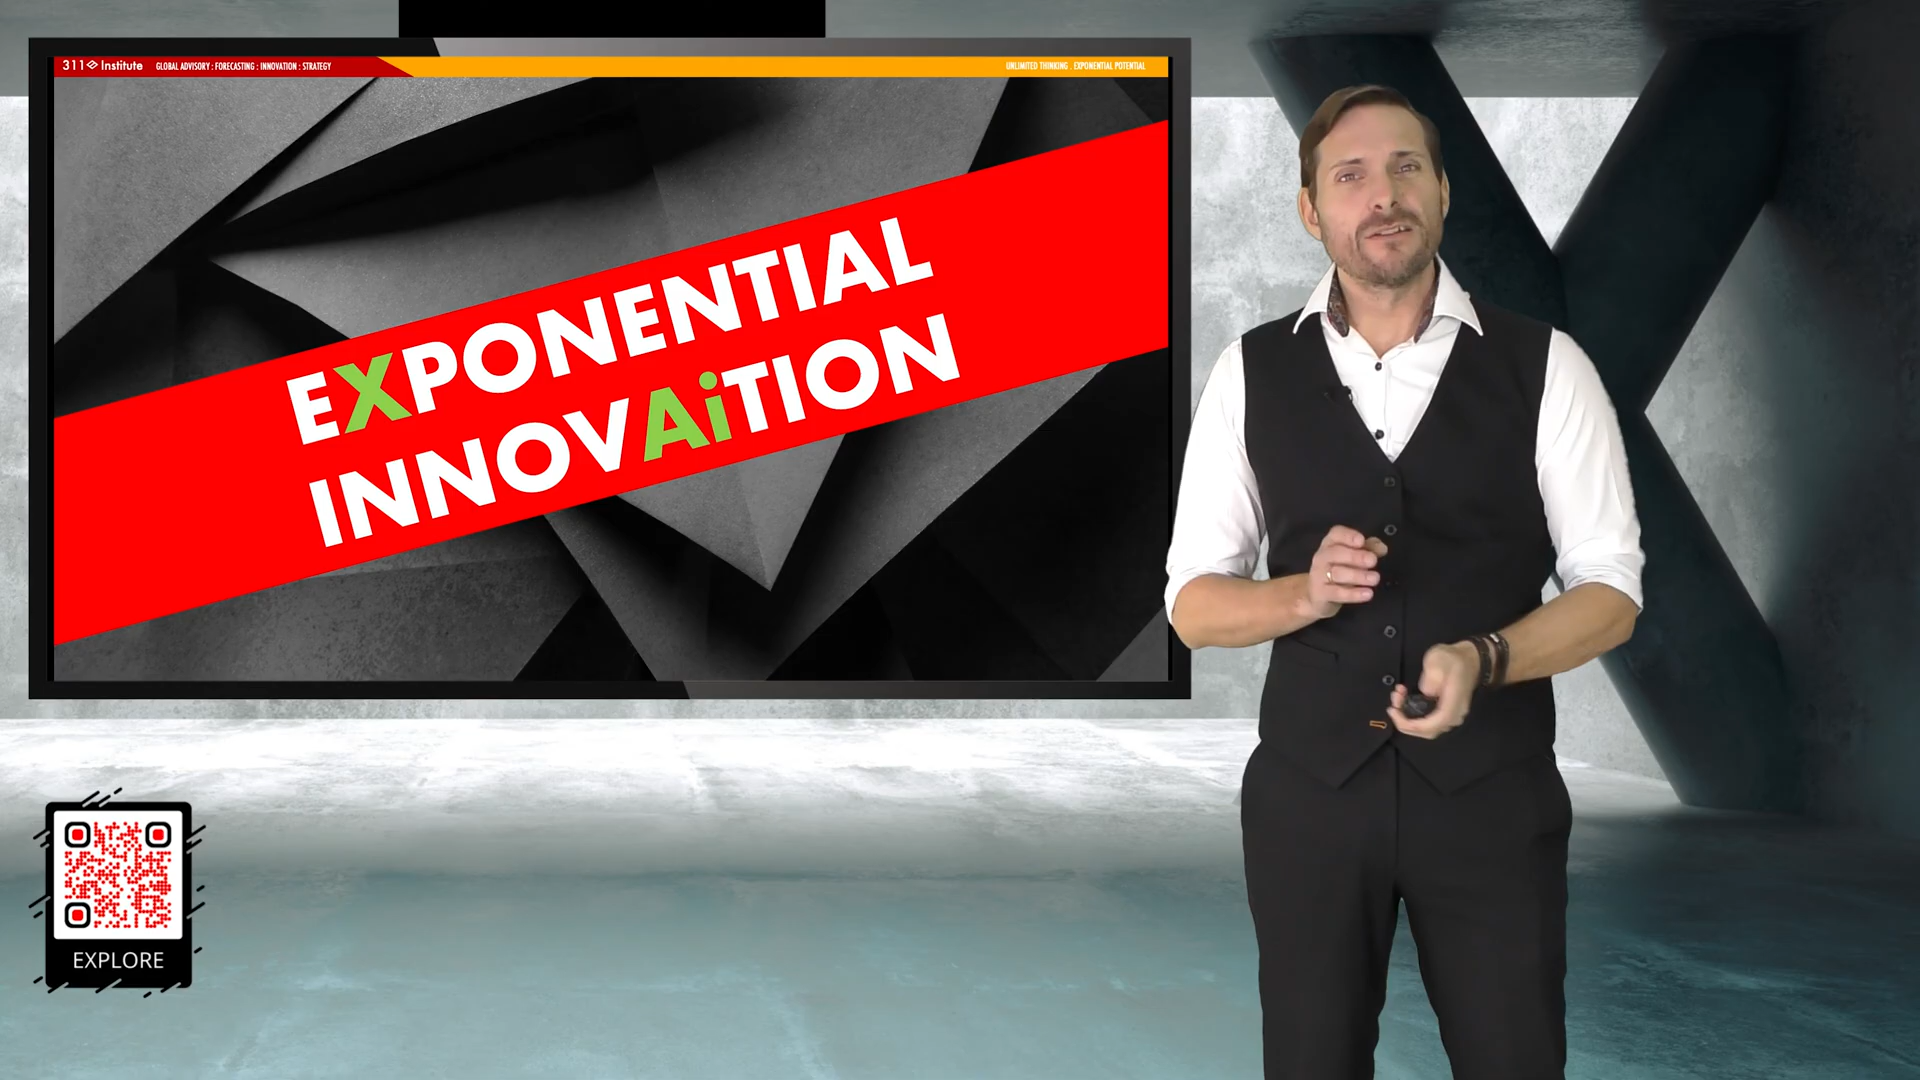 311 Institute GLOBAL ADVISORY : FORECASTING : INNOVATION : STRATEGY UNLIMITED THINKING . EXPONENTIAL POTENTIAL
EXPONENTIAL
INNOVAiTION
EXPLORE